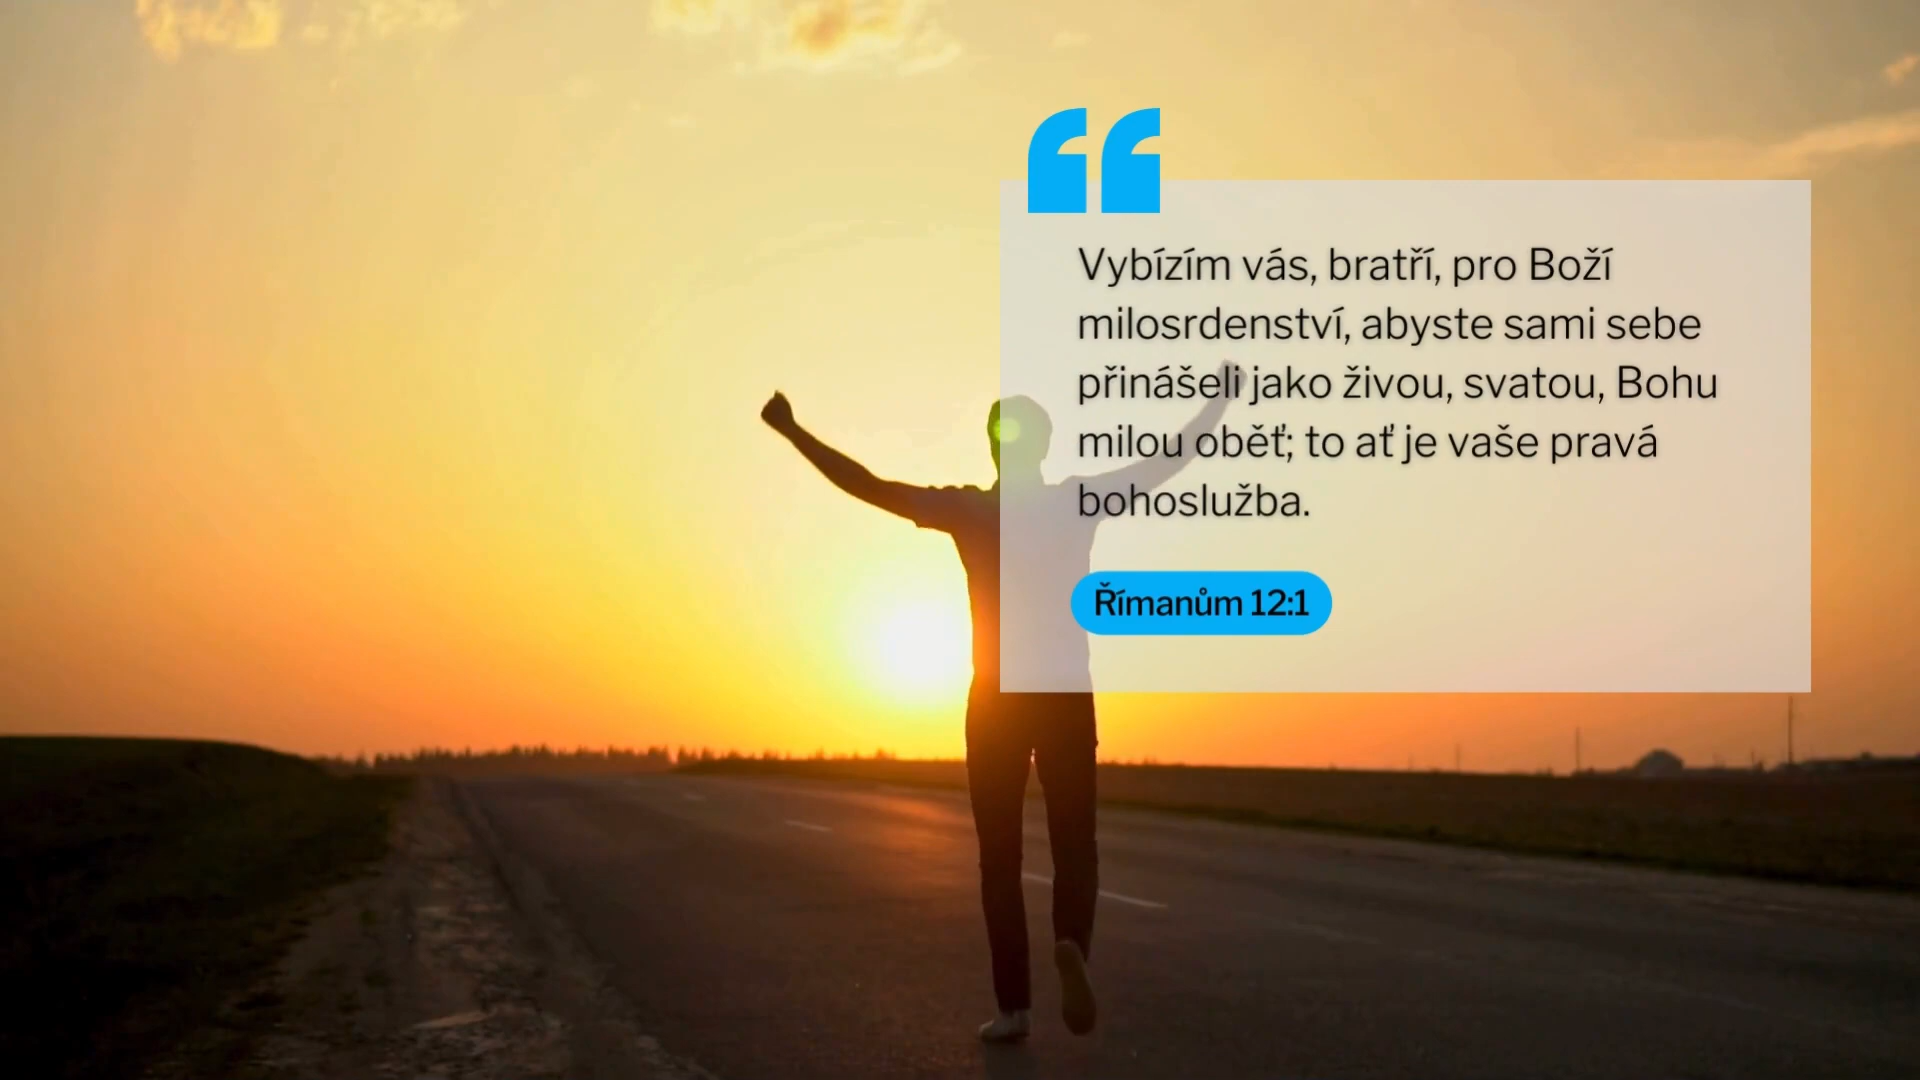 Vybízím vás, bratří, pro Boží
milosrdenství, abyste sami sebe
přinášeli jako živou, svatou, Bohu
milou oběť; to ať je vaše pravá
bohoslužba.
Římanům 12:1